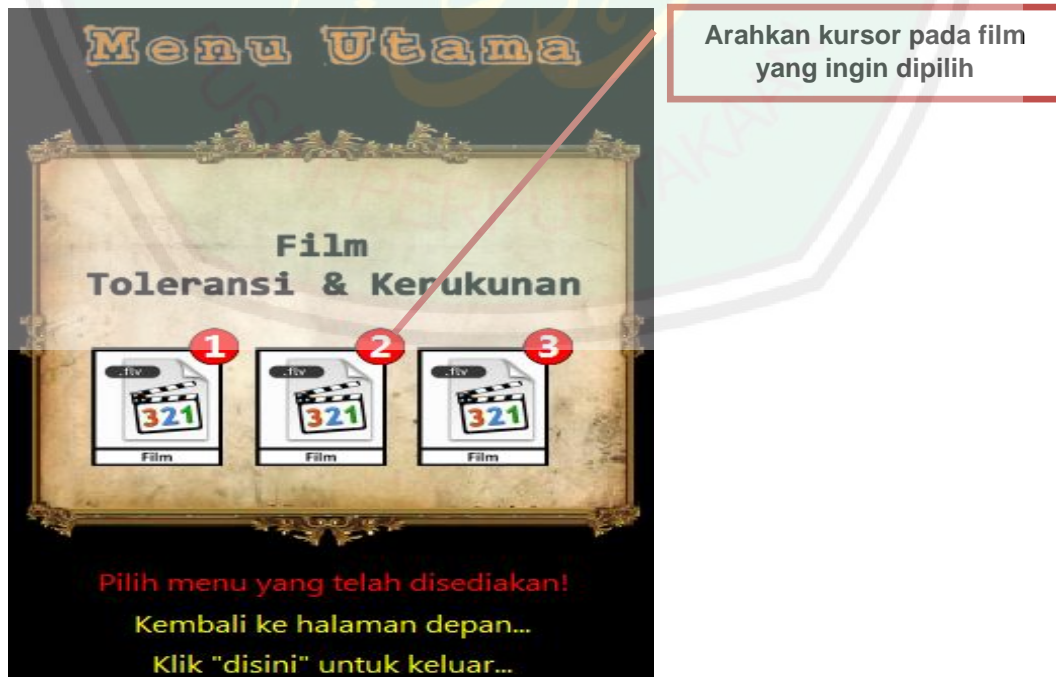 Menu Utama
Arahkan kursor pada film
yang ingin dipilih
Film
Toleransi & Kerukunan
1
2
3
.flv
.flv
.flv
321
321
321
Film
Film
Film
Pilih menu yang telah disediakan!
Kembali ke halaman depan...
Klik "disini" untuk keluar...